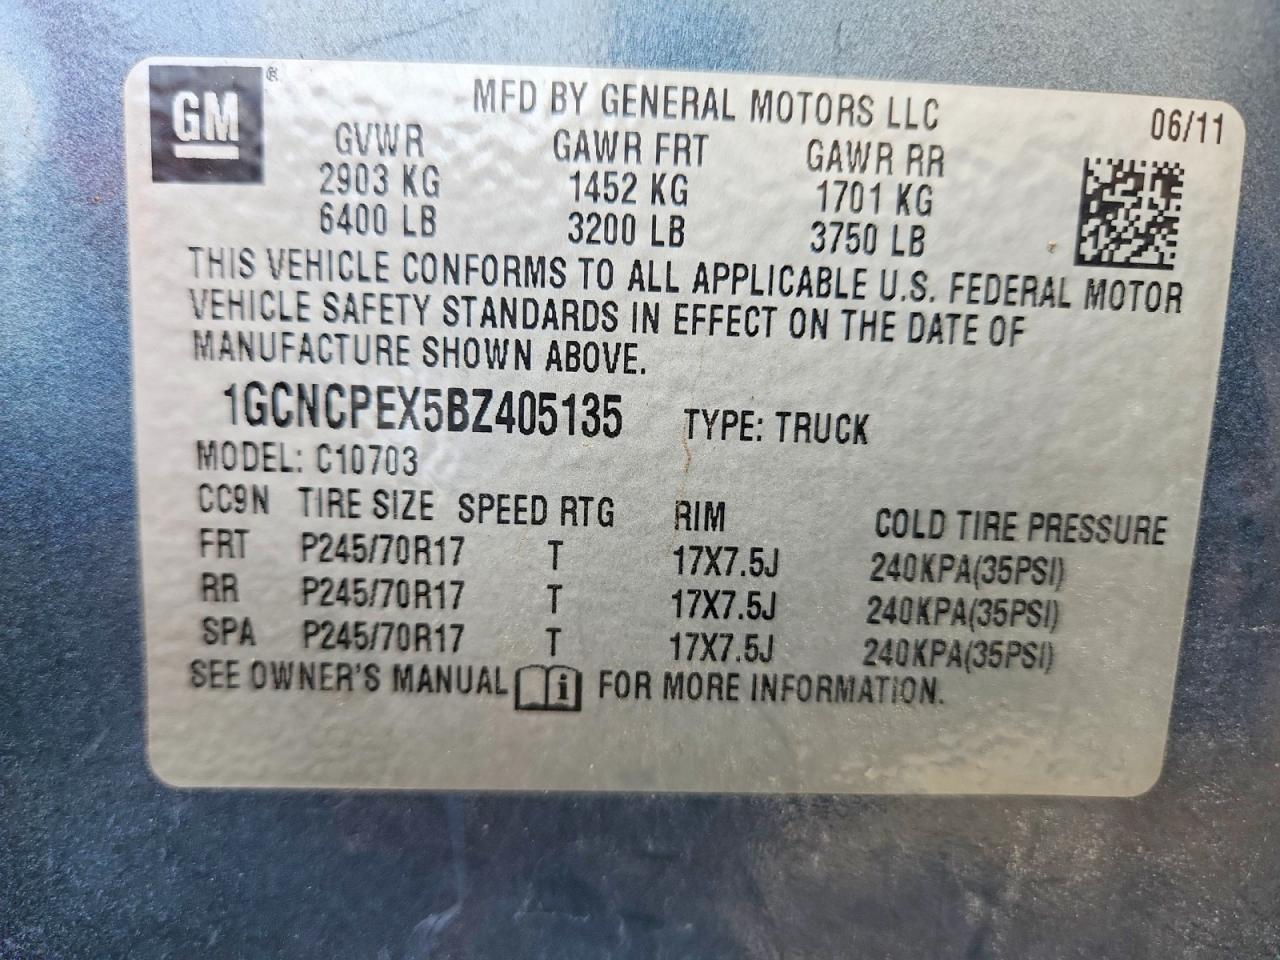 GM ®
MFD BY GENERAL MOTORS LLC 06/11
GVWR GAWR FRT GAWR RR
2903 KG 1452 KG 1701 KG
6400 LB 3200 LB 3750 LB
THIS VEHICLE CONFORMS TO ALL APPLICABLE U.S. FEDERAL MOTOR
VEHICLE SAFETY STANDARDS IN EFFECT ON THE DATE OF
MANUFACTURE SHOWN ABOVE.
1GCNCPEX5BZ405135 TYPE: TRUCK
MODEL: C10703
CC9N TIRE SIZE SPEED RTG RIM COLD TIRE PRESSURE
FRT P245/70R17 T 17X7.5J 240KPA(35PSI)
RR P245/70R17 T 17X7.5J 240KPA(35PSI)
SPA P245/70R17 T 17X7.5J 240KPA(35PSI)
SEE OWNER'S MANUAL i FOR MORE INFORMATION.